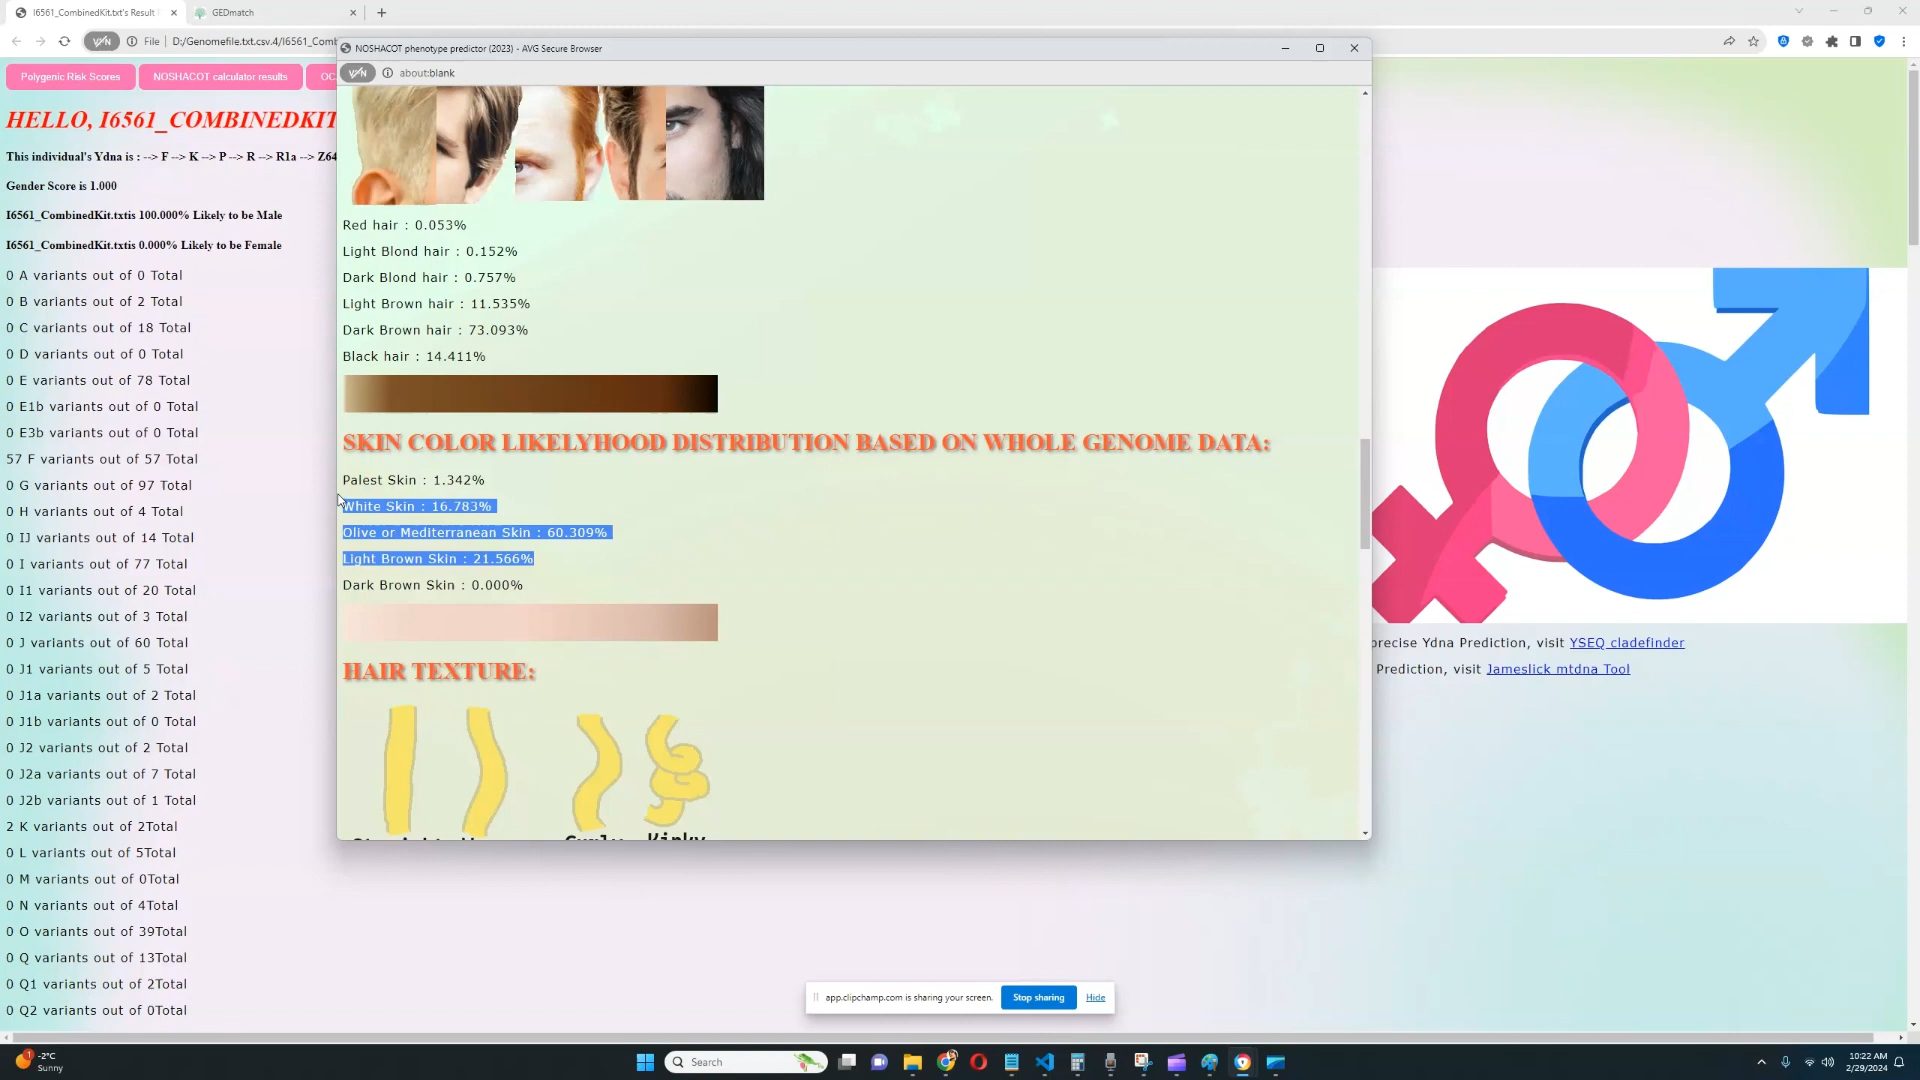 I6561_CombinedKit.txt's Result F
GEDmatch
File
D:/Genomefile.txt.csv.4/I6561_Comb
Polygenic Risk Scores
NOSHACOT calculator results
OC
HELLO, I6561_COMBINEDKIT
This individual's Ydna is : --> F --> K --> P --> R --> R1a --> Z64
Gender Score is 1.000
I6561_CombinedKit.txtis 100.000% Likely to be Male
I6561_CombinedKit.txtis 0.000% Likely to be Female
0 A variants out of 0 Total
0 B variants out of 2 Total
0 C variants out of 18 Total
0 D variants out of 0 Total
0 E variants out of 78 Total
0 E1b variants out of 0 Total
0 E3b variants out of 0 Total
57 F variants out of 57 Total
0 G variants out of 97 Total
0 H variants out of 4 Total
0 IJ variants out of 14 Total
0 I variants out of 77 Total
0 I1 variants out of 20 Total
0 I2 variants out of 3 Total
0 J variants out of 60 Total
0 J1 variants out of 5 Total
0 J1a variants out of 2 Total
0 J1b variants out of 0 Total
0 J2 variants out of 2 Total
0 J2a variants out of 7 Total
0 J2b variants out of 1 Total
2 K variants out of 2Total
0 L variants out of 5Total
0 M variants out of 0Total
0 N variants out of 4Total
0 O variants out of 39Total
0 Q variants out of 13Total
0 Q1 variants out of 2Total
0 Q2 variants out of 0Total
NOSHACOT phenotype predictor (2023) - AVG Secure Browser
about:blank
Red hair : 0.053%
Light Blond hair : 0.152%
Dark Blond hair : 0.757%
Light Brown hair : 11.535%
Dark Brown hair : 73.093%
Black hair : 14.411%
SKIN COLOR LIKELYHOOD DISTRIBUTION BASED ON WHOLE GENOME DATA:
Palest Skin : 1.342%
White Skin : 16.783%
Olive or Mediterranean Skin : 60.309%
Light Brown Skin : 21.566%
Dark Brown Skin : 0.000%
HAIR TEXTURE:
Curly Kinky
precise Ydna Prediction, visit YSEQ cladefinder
Prediction, visit Jameslick mtdna Tool
app.clipchamp.com is sharing your screen.
Stop sharing
Hide
1
-2°C
Sunny
Search
10:22 AM
2/29/2024